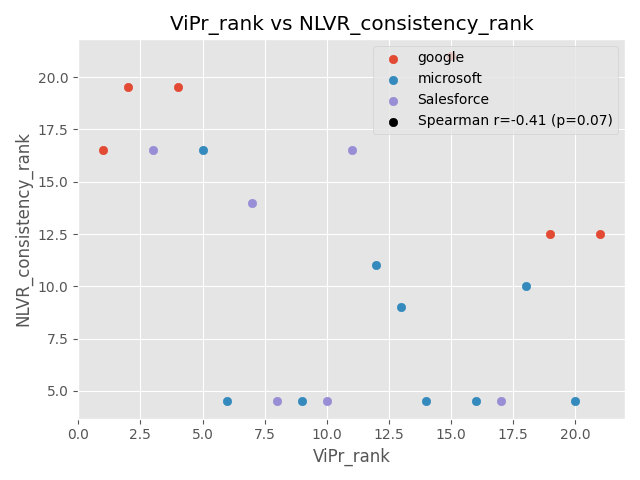 ViPr_rank vs NLVR_consistency_rank
google
microsoft
Salesforce
Spearman r=-0.41 (p=0.07)
NLVR_consistency_rank
20.0
17.5
15.0
12.5
10.0
7.5
5.0
0.0 2.5 5.0 7.5 10.0 12.5 15.0 17.5 20.0
ViPr_rank